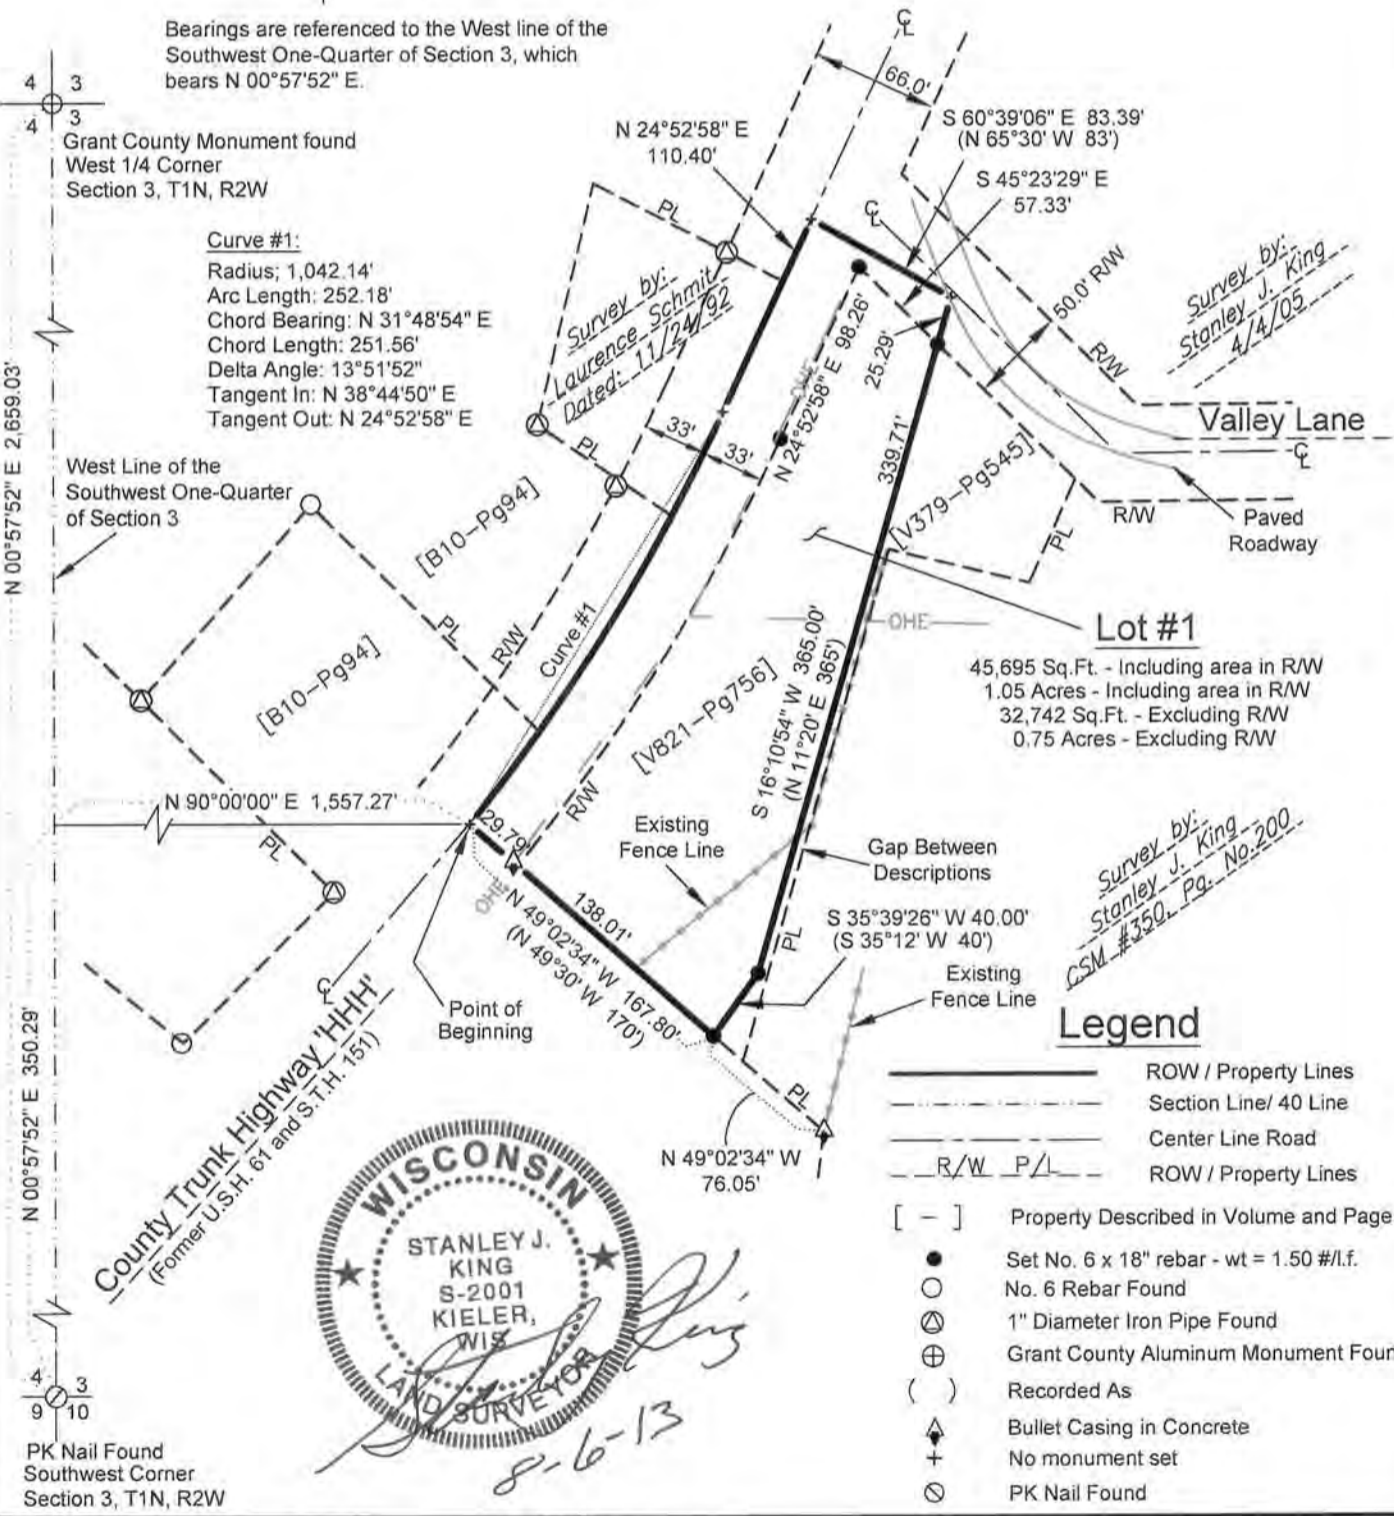 Bearings are referenced to the West line of the
Southwest One-Quarter of Section 3, which
bears N 00°57'52" E.
4 3
4 3
Grant County Monument found
West 1/4 Corner
Section 3, T1N, R2W
Curve #1:
Radius; 1,042.14'
Arc Length: 252.18'
Chord Bearing: N 31°48'54" E
Chord Length: 251.56'
Delta Angle: 13°51'52"
Tangent In: N 38°44'50" E
Tangent Out: N 24°52'58" E
West Line of the
Southwest One-Quarter
of Section 3
N 00°57'52" E 2,659.03'
N 00°57'52" E 350.29'
N 24°52'58" E
110.40'
℄
66.0'
S 60°39'06" E 83.39'
(N 65°30' W 83')
S 45°23'29" E
57.33'
℄
50.0' R/W
R/W
Survey by:
Stanley J. King
4/4/05
Valley Lane
℄
R/W
Paved
Roadway
PL
Survey by:
Laurence Schmit
Dated: 11/24/92
PL
33'
33'
OHE
N 24°52'58" E 98.26'
25.29'
339.71'
[V379-Pg545]
PL
[B10-Pg94]
PL
R/W
Curve #1
[B10-Pg94]
OHE
Lot #1
45,695 Sq.Ft. - Including area in R/W
1.05 Acres - Including area in R/W
32,742 Sq.Ft. - Excluding R/W
0.75 Acres - Excluding R/W
[V821-Pg756]
S 16°10'54" W 365.00'
(N 11°20' E 365')
R/W
N 90°00'00" E 1,557.27'
PL
29.79'
OHE
Existing
Fence Line
Gap Between
Descriptions
138.01'
N 49°02'34" W 167.80'
(N 49°30' W 170')
PL
S 35°39'26" W 40.00'
(S 35°12' W 40')
Existing
Fence Line
Survey by:
Stanley J. King
CSM #350, Pg. No.200
Point of
Beginning
℄
County Trunk Highway 'HHH'
(Former U.S.H. 61 and S.T.H. 151)
PL
N 49°02'34" W
76.05'
WISCONSIN
STANLEY J.
KING
S-2001
KIELER,
WIS
LAND SURVEYOR
8-6-13
Legend
ROW / Property Lines
Section Line/ 40 Line
Center Line Road
R/W P/L ROW / Property Lines
[ - ] Property Described in Volume and Page
Set No. 6 x 18" rebar - wt = 1.50 #/l.f.
No. 6 Rebar Found
1" Diameter Iron Pipe Found
Grant County Aluminum Monument Foun
( ) Recorded As
Bullet Casing in Concrete
No monument set
PK Nail Found
4 3
9 10
PK Nail Found
Southwest Corner
Section 3, T1N, R2W